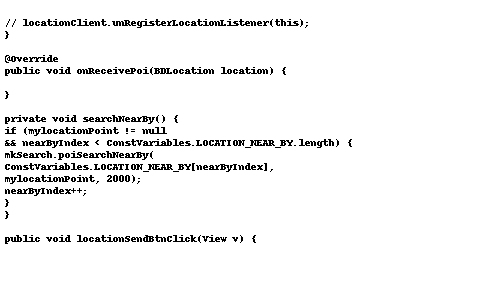 // locationClient.unRegisterLocationListener(this);
}
@Override
public void onReceivePoi(BDLocation location) {
}
private void searchNearBy() {
if (mylocationPoint != null
&& nearByIndex < ConstVariables.LOCATION_NEAR_BY.length) {
mkSearch.poiSearchNearBy(
ConstVariables.LOCATION_NEAR_BY[nearByIndex],
mylocationPoint, 2000);
nearByIndex++;
}
}
public void locationSendBtnClick(View v) {